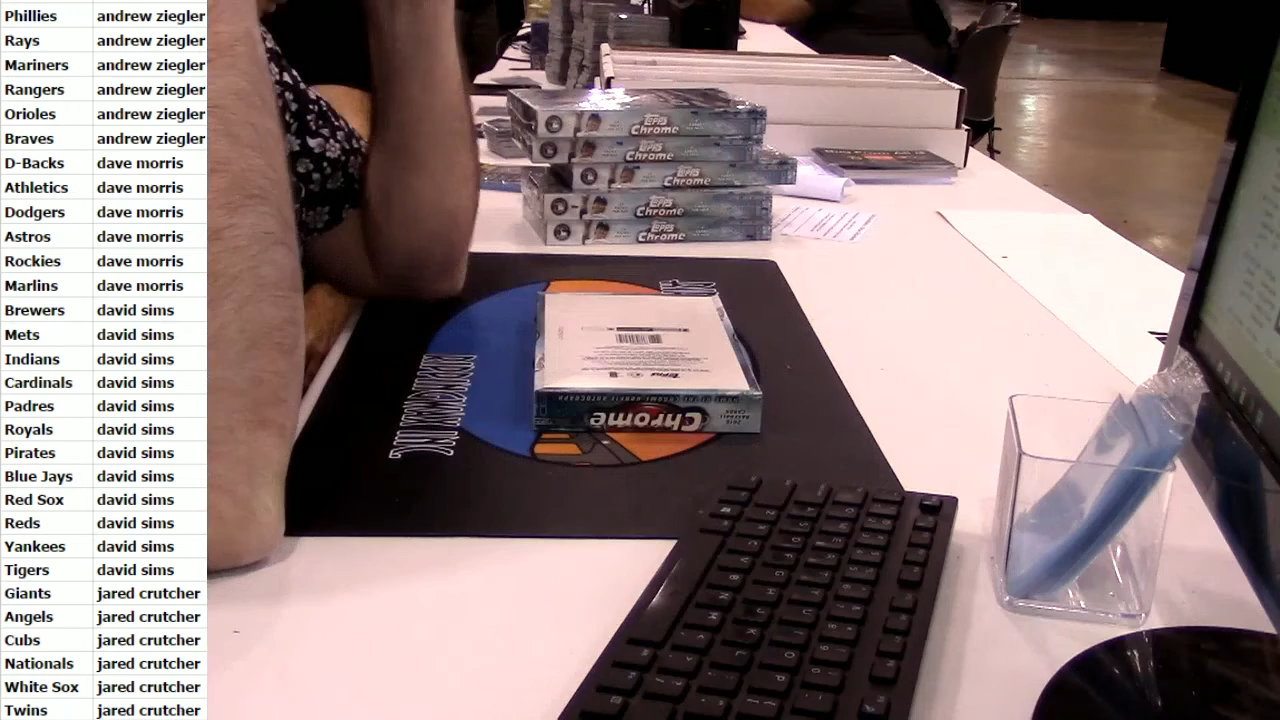 Phillies andrew ziegler
Rays andrew ziegler
Mariners andrew ziegler
Rangers andrew ziegler
Orioles andrew ziegler
Braves andrew ziegler
D-Backs dave morris
Athletics dave morris
Dodgers dave morris
Astros dave morris
Rockies dave morris
Marlins dave morris
Brewers david sims
Mets david sims
Indians david sims
Cardinals david sims
Padres david sims
Royals david sims
Pirates david sims
Blue Jays david sims
Red Sox david sims
Reds david sims
Yankees david sims
Tigers david sims
Giants jared crutcher
Angels jared crutcher
Cubs jared crutcher
Nationals jared crutcher
White Sox jared crutcher
Twins jared crutcher
Topps Chrome
Topps Chrome
Topps Chrome
Topps Chrome
Topps Chrome
Topps
Chrome